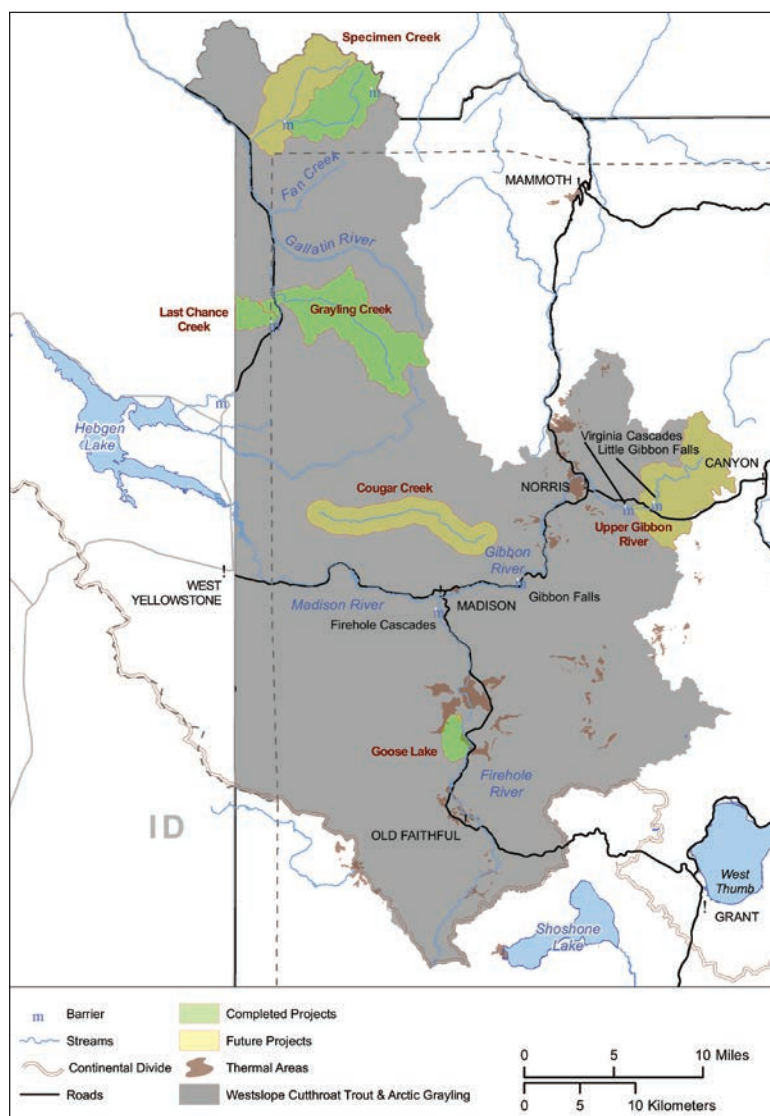 Specimen Creek
m
m
Fan Creek
MAMMOTH
Gallatin River
Last Chance
Creek
Grayling Creek
m
m
Hebgen
Lake
Virginia Cascades
Little Gibbon Falls
CANYON
Cougar Creek
NORRIS
m
m
Upper Gibbon
River
Gibbon
River
WEST
YELLOWSTONE
Madison River
MADISON
m
Gibbon Falls
Firehole Cascades
m
Goose Lake
Firehole
River
ID
OLD FAITHFUL
West
Thumb
GRANT
Shoshone
Lake
m Barrier
Completed Projects
Streams
Future Projects
Continental Divide
Thermal Areas
0 5 10 Miles
Roads
Westslope Cutthroat Trout & Arctic Grayling
0 5 10 Kilometers